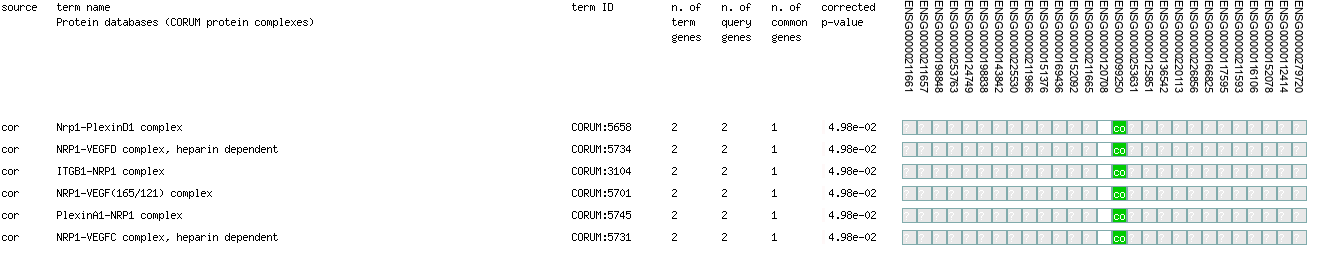 source term name term ID n. of n. of n. of corrected
Protein databases (CORUM protein complexes) term query common p-value
genes genes genes
ENSG00000211661
ENSG00000211657
ENSG00000198848
ENSG00000253763
ENSG00000124749
ENSG00000198838
ENSG00000143842
ENSG00000225530
ENSG00000211966
ENSG00000151376
ENSG00000169436
ENSG00000152092
ENSG00000211665
ENSG00000120708
ENSG00000099250
ENSG00000253631
ENSG00000125851
ENSG00000136542
ENSG00000220113
ENSG00000226856
ENSG00000166825
ENSG00000117595
ENSG00000211593
ENSG00000116106
ENSG00000152078
ENSG00000112414
ENSG00000279720
cor Nrp1-PlexinD1 complex CORUM:5658 2 2 1 4.98e-02 ? ? ? ? ? ? ? ? ? ? ? ? ? co ? ? ? ? ? ? ? ? ? ? ? ?
cor NRP1-VEGFD complex, heparin dependent CORUM:5734 2 2 1 4.98e-02 ? ? ? ? ? ? ? ? ? ? ? ? ? co ? ? ? ? ? ? ? ? ? ? ? ?
cor ITGB1-NRP1 complex CORUM:3104 2 2 1 4.98e-02 ? ? ? ? ? ? ? ? ? ? ? ? ? co ? ? ? ? ? ? ? ? ? ? ? ?
cor NRP1-VEGF(165/121) complex CORUM:5701 2 2 1 4.98e-02 ? ? ? ? ? ? ? ? ? ? ? ? ? co ? ? ? ? ? ? ? ? ? ? ? ?
cor PlexinA1-NRP1 complex CORUM:5745 2 2 1 4.98e-02 ? ? ? ? ? ? ? ? ? ? ? ? ? co ? ? ? ? ? ? ? ? ? ? ? ?
cor NRP1-VEGFC complex, heparin dependent CORUM:5731 2 2 1 4.98e-02 ? ? ? ? ? ? ? ? ? ? ? ? ? co ? ? ? ? ? ? ? ? ? ? ? ?